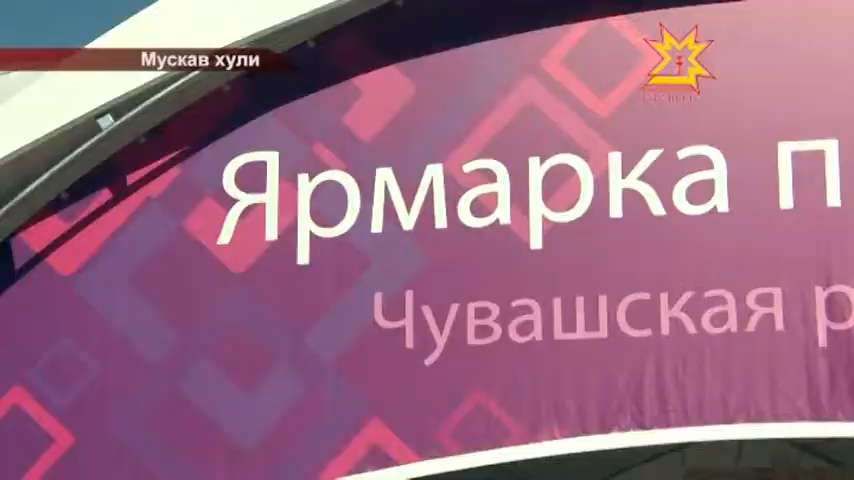 Мускав хули
Ярмарка п
Чувашская р